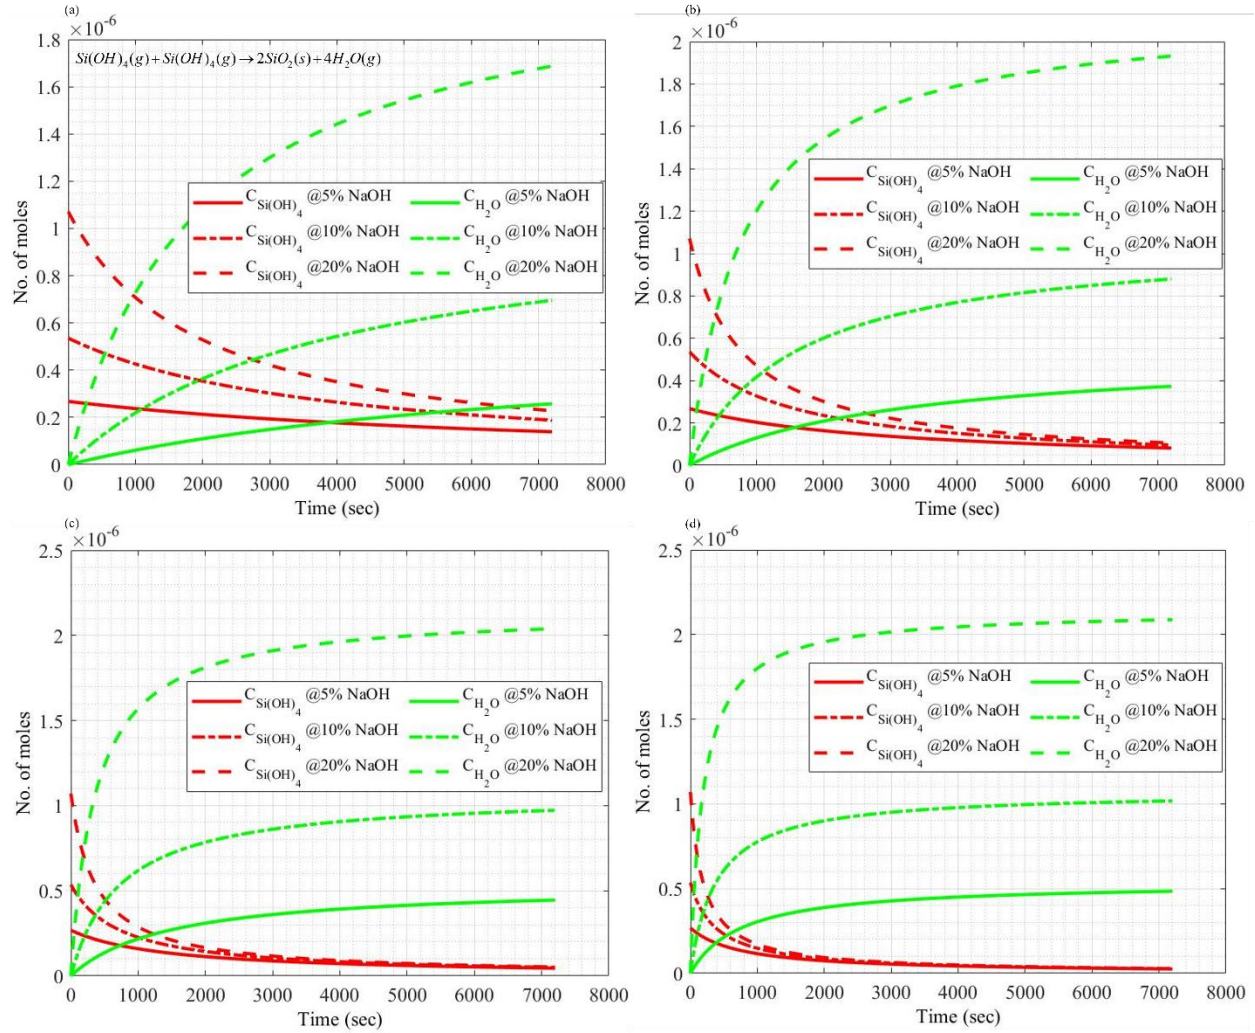 (a)
×10⁻⁶
Si(OH)₄(g)+Si(OH)₄(g)→2SiO₂(s)+4H₂O(g)
1.8
1.6
1.4
1.2
1
0.8
0.6
0.4
0.2
0
No. of moles
C_Si(OH)₄ @5% NaOH C_H₂O @5% NaOH
C_Si(OH)₄ @10% NaOH C_H₂O @10% NaOH
C_Si(OH)₄ @20% NaOH C_H₂O @20% NaOH
0 1000 2000 3000 4000 5000 6000 7000 8000
Time (sec)
(b)
×10⁻⁶
2
1.8
1.6
1.4
1.2
1
0.8
0.6
0.4
0.2
0
No. of moles
C_Si(OH)₄ @5% NaOH C_H₂O @5% NaOH
C_Si(OH)₄ @10% NaOH C_H₂O @10% NaOH
C_Si(OH)₄ @20% NaOH C_H₂O @20% NaOH
0 1000 2000 3000 4000 5000 6000 7000 8000
Time (sec)
(c)
×10⁻⁶
2.5
2
1.5
1
0.5
0
No. of moles
C_Si(OH)₄ @5% NaOH C_H₂O @5% NaOH
C_Si(OH)₄ @10% NaOH C_H₂O @10% NaOH
C_Si(OH)₄ @20% NaOH C_H₂O @20% NaOH
0 1000 2000 3000 4000 5000 6000 7000 8000
Time (sec)
(d)
×10⁻⁶
2.5
2
1.5
1
0.5
0
No. of moles
C_Si(OH)₄ @5% NaOH C_H₂O @5% NaOH
C_Si(OH)₄ @10% NaOH C_H₂O @10% NaOH
C_Si(OH)₄ @20% NaOH C_H₂O @20% NaOH
0 1000 2000 3000 4000 5000 6000 7000 8000
Time (sec)